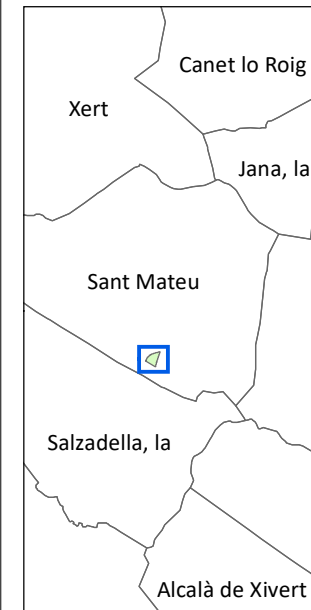 Canet lo Roig
Xert
Jana, la
Sant Mateu
Salzadella, la
Alcalà de Xivert